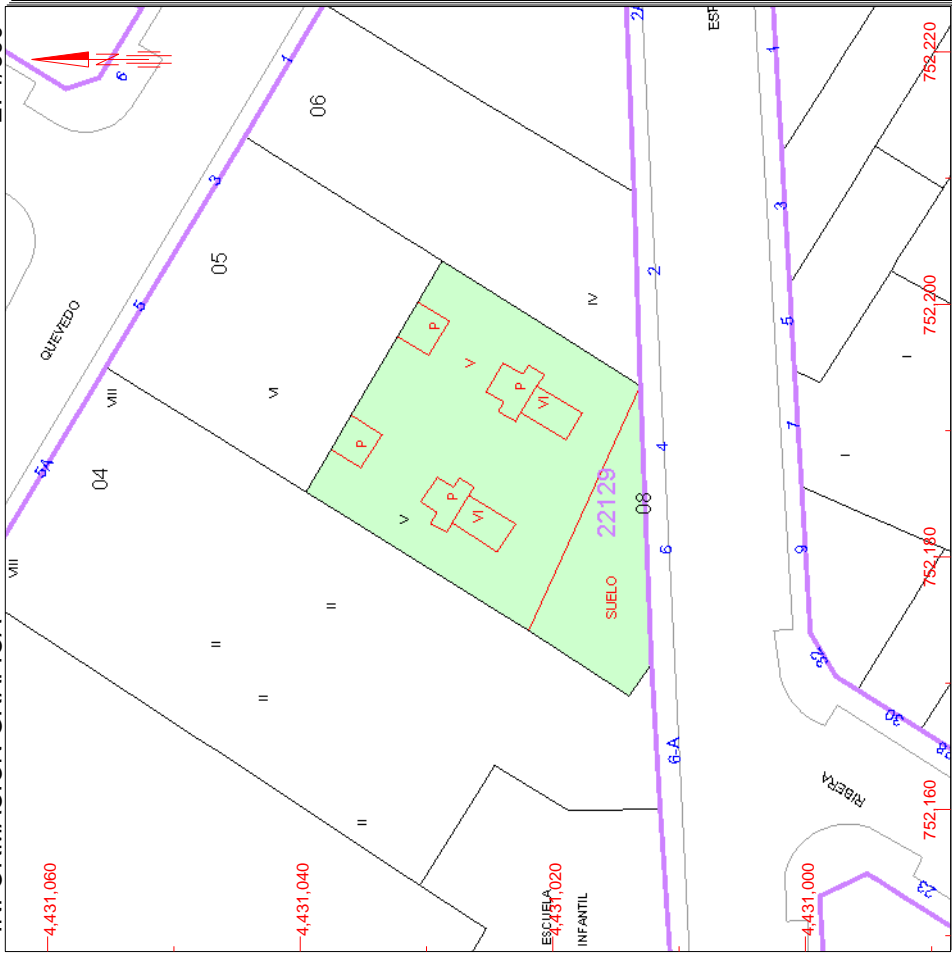 QUEVEDO
6
1
3
5
5A
06
05
04
VIII
VIII
VI
IV
II
II
II
II
P
P
V
V
P
VI
P
VI
22129
08
SUELO
2
4
6
6-A
1
3
5
7
9
32
30
23
I
I
RIBERA
ESCUELA
INFANTIL
4,431,060
4,431,040
4,431,020
4,431,000
752,220
752,200
752,180
752,160